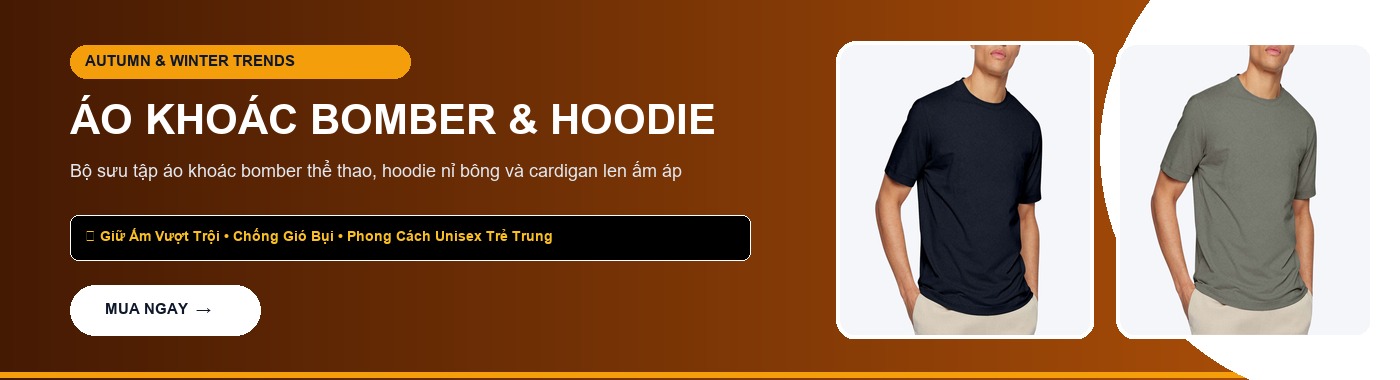 AUTUMN & WINTER TRENDS
ÁO KHOÁC BOMBER & HOODIE
Bộ sưu tập áo khoác bomber thể thao, hoodie nỉ bông và cardigan len ấm áp
Giữ Ấm Vượt Trội • Chống Gió Bụi • Phong Cách Unisex Trẻ Trung
MUA NGAY →